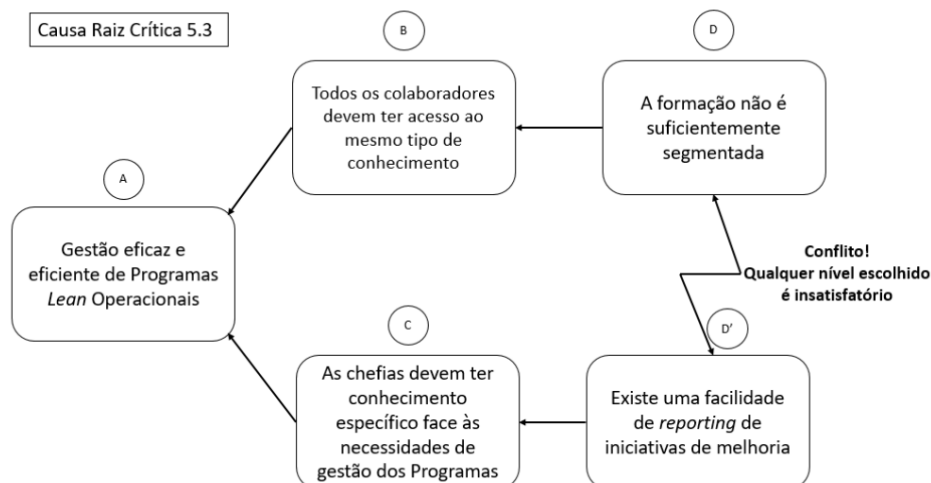 Causa Raiz Crítica 5.3
B
Todos os colaboradores
devem ter acesso ao
mesmo tipo de
conhecimento
D
A formação não é
suficientemente
segmentada
A
Gestão eficaz e
eficiente de Programas
Lean Operacionais
Conflito!
Qualquer nível escolhido
é insatisfatório
C
As chefias devem ter
conhecimento
específico face às
necessidades de
gestão dos Programas
D'
Existe uma facilidade
de reporting de
iniciativas de melhoria